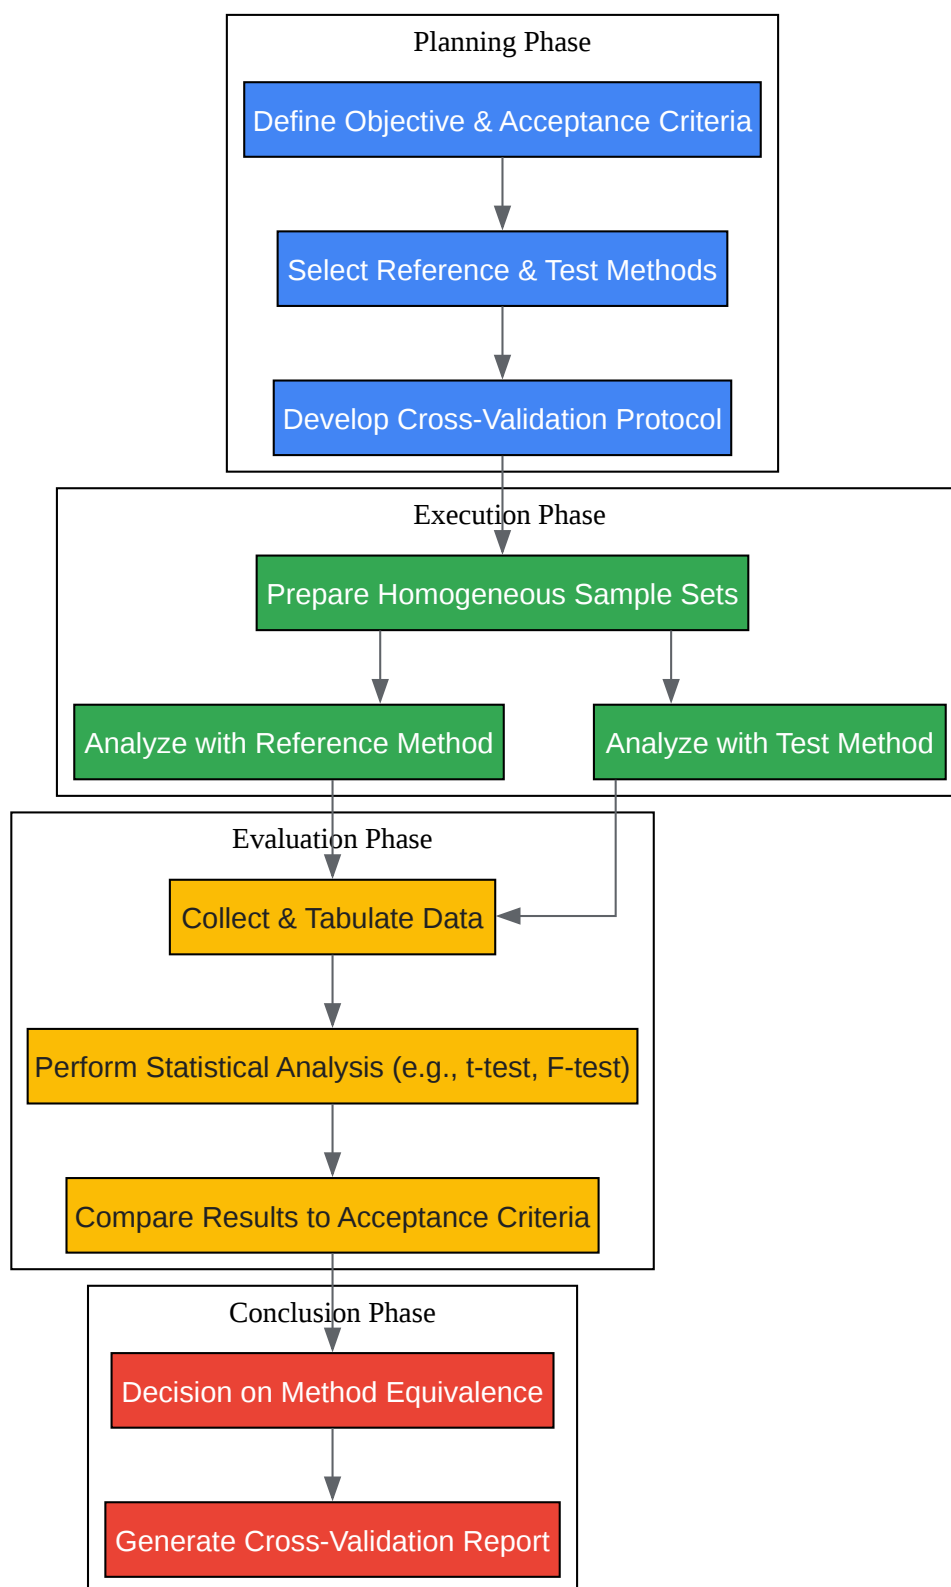 Planning Phase
Define Objective & Acceptance Criteria
Select Reference & Test Methods
Develop Cross-Validation Protocol
Execution Phase
Prepare Homogeneous Sample Sets
Analyze with Reference Method
Analyze with Test Method
Evaluation Phase
Collect & Tabulate Data
Perform Statistical Analysis (e.g., t-test, F-test)
Compare Results to Acceptance Criteria
Conclusion Phase
Decision on Method Equivalence
Generate Cross-Validation Report